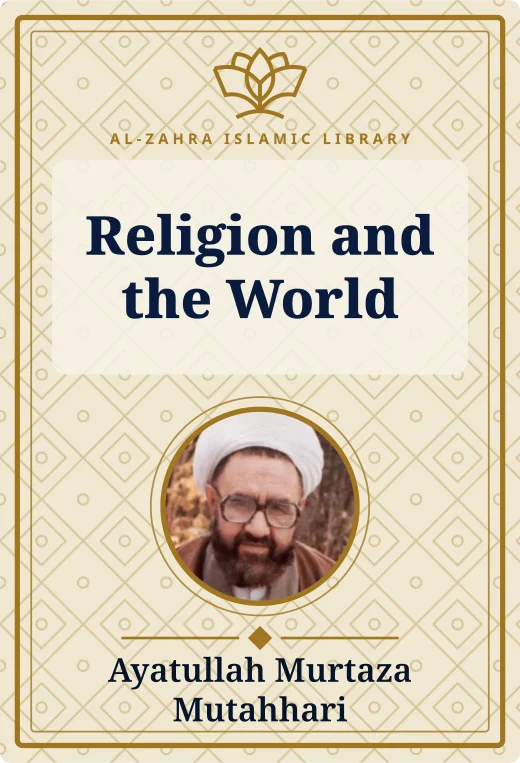 AL-ZAHRA ISLAMIC LIBRARY
Religion and
the World
Ayatullah Murtaza
Mutahhari